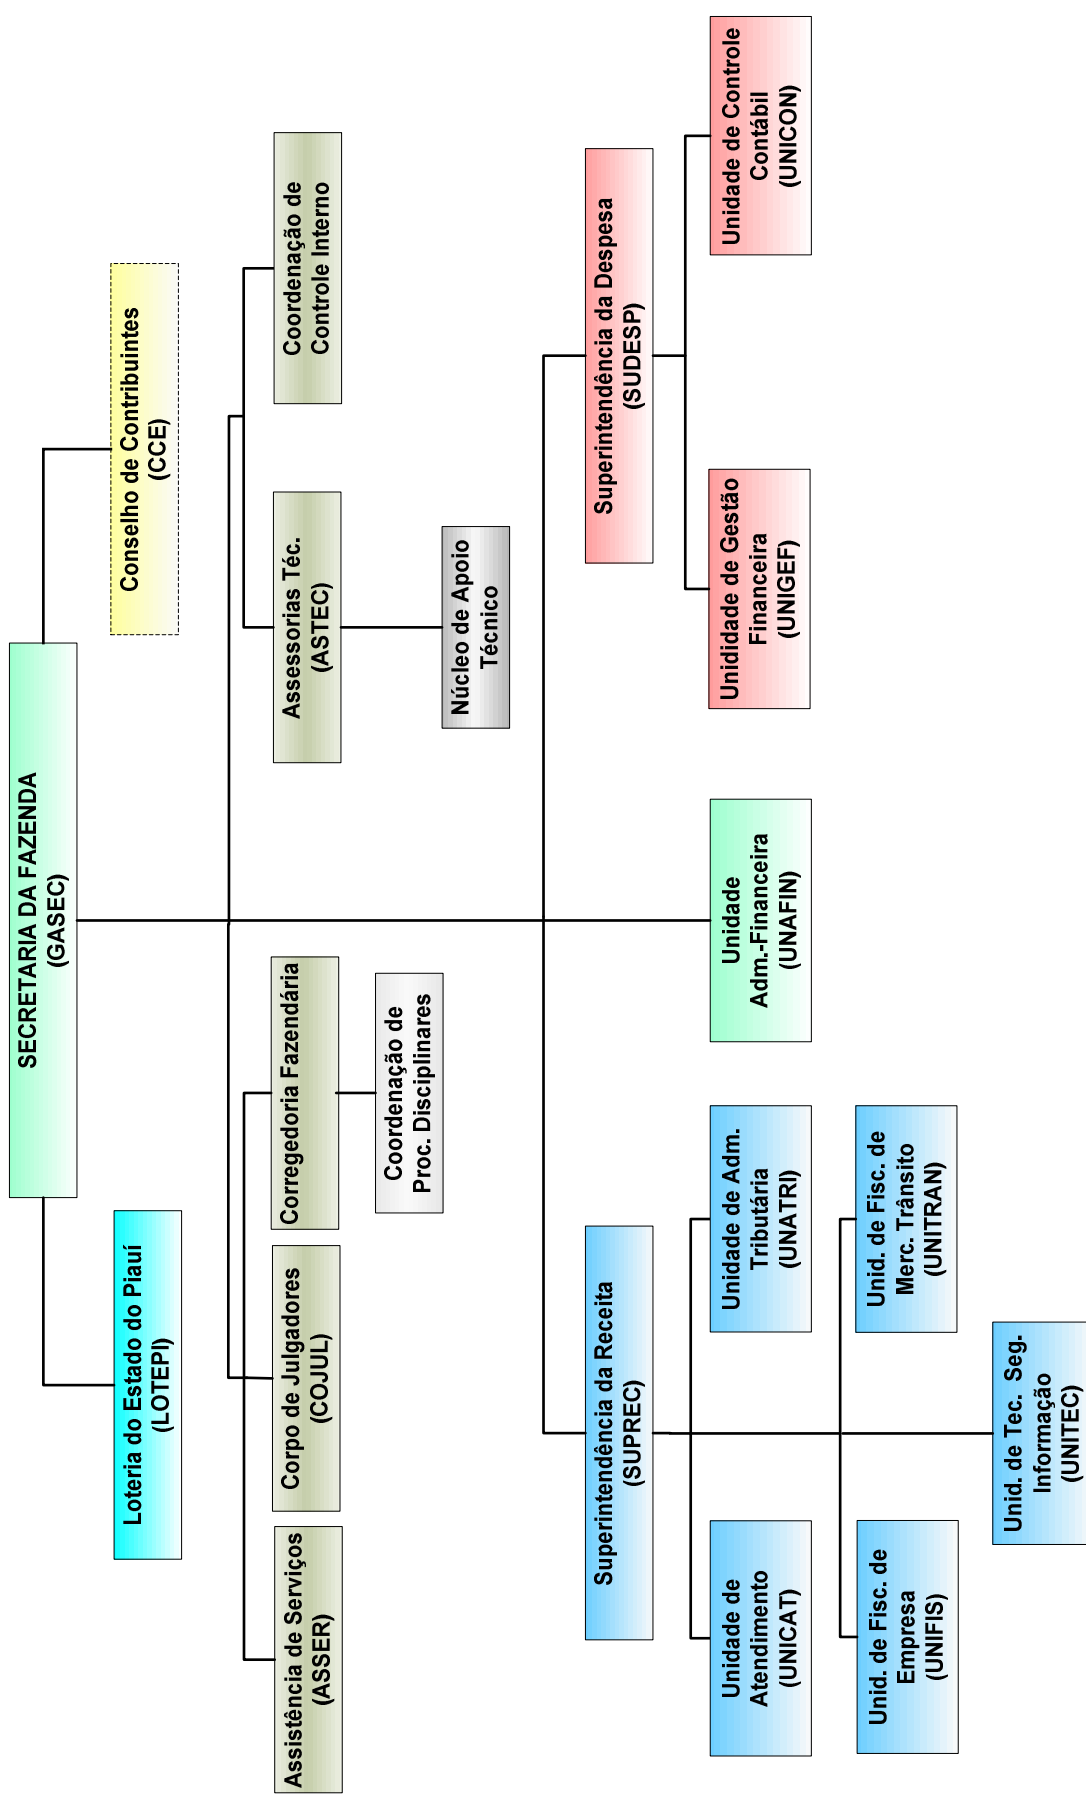 SECRETARIA DA FAZENDA
(GASEC)
Loteria do Estado do Piauí
(LOTEPI)
Conselho de Contribuintes
(CCE)
Assistência de Serviços
(ASSER)
Corpo de Julgadores
(COJUL)
Corregedoria Fazendária
Assessorias Téc.
(ASTEC)
Coordenação de
Controle Interno
Coordenação de
Proc. Disciplinares
Núcleo de Apoio
Técnico
Superintendência da Receita
(SUPREC)
Superintendência da Despesa
(SUDESP)
Unidade de
Atendimento
(UNICAT)
Unidade de Adm.
Tributária
(UNATRI)
Unidade
Adm.-Financeira
(UNAFIN)
Unididade de Gestão
Financeira
(UNIGEF)
Unidade de Controle
Contábil
(UNICON)
Unid. de Fisc. de
Empresa
(UNIFIS)
Unid. de Fisc. de
Merc. Trânsito
(UNITRAN)
Unid. de Tec. Seg.
Informação
(UNITEC)